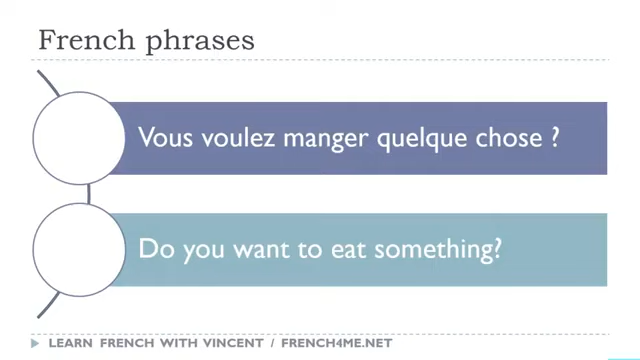 French phrases
Vous voulez manger quelque chose ?
Do you want to eat something?
LEARN FRENCH WITH VINCENT / FRENCH4ME.NET